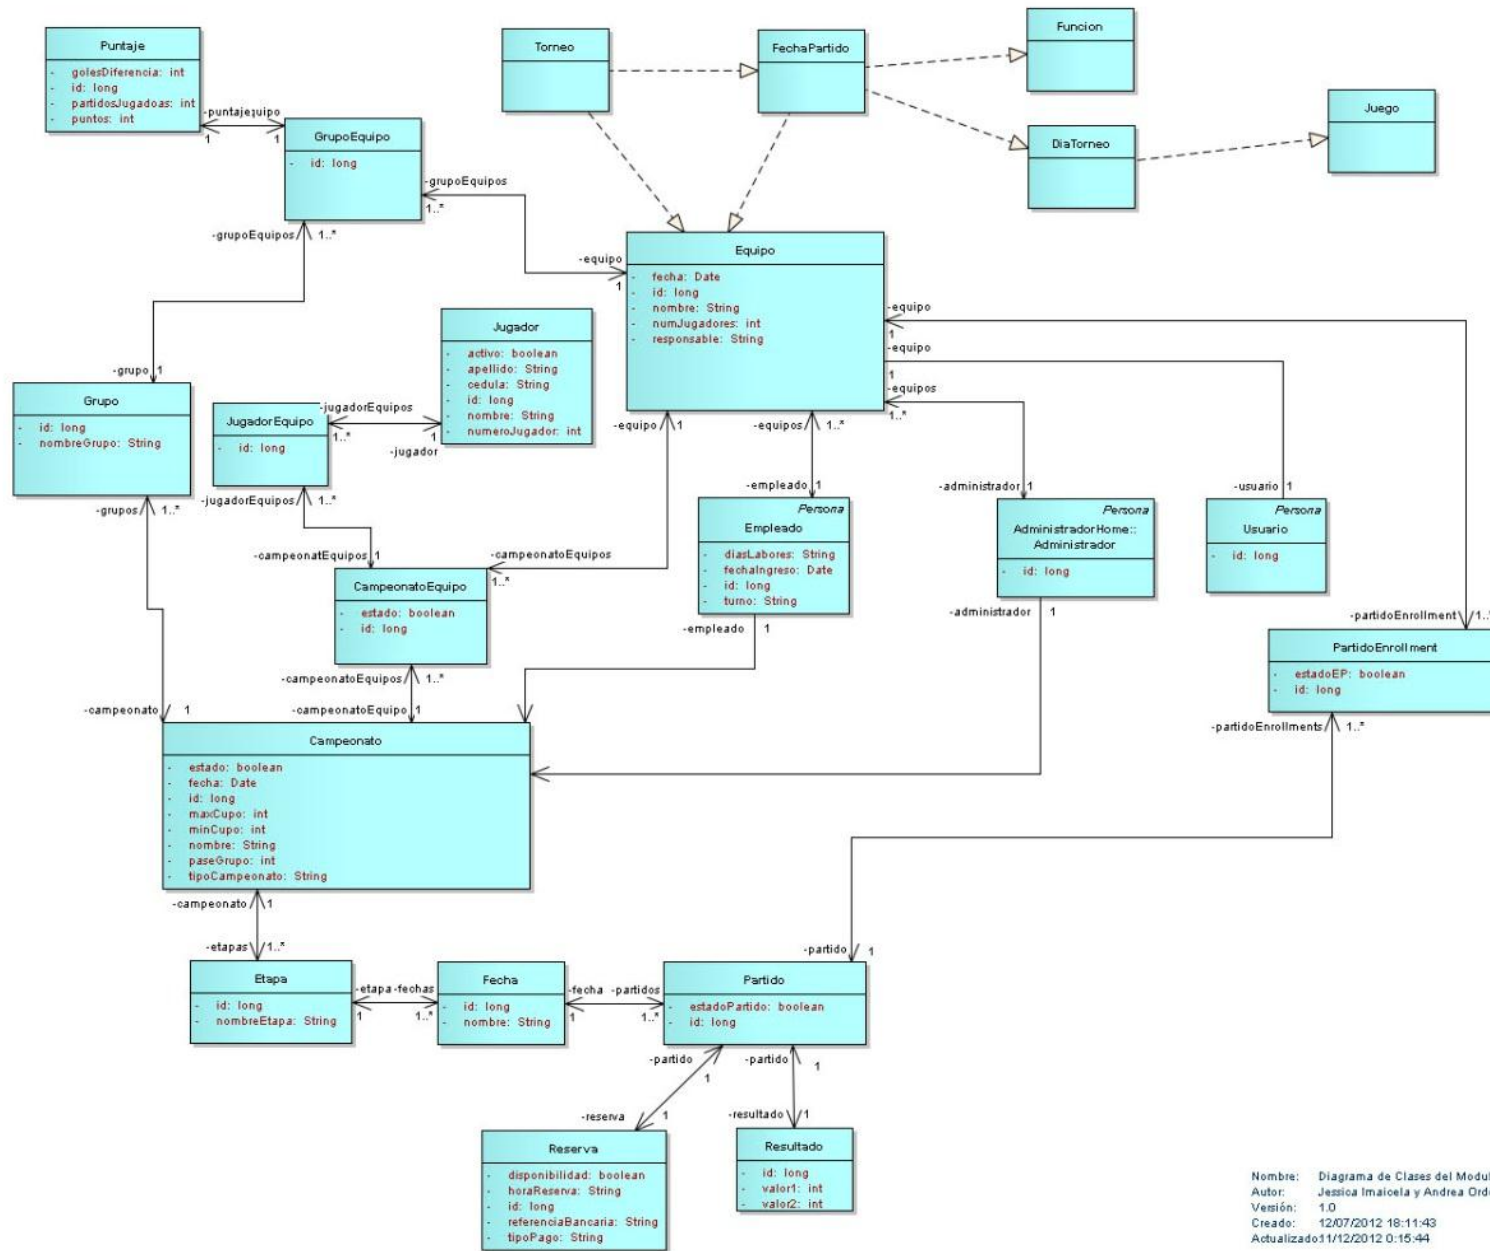 Puntaje
- golesDiferencia: int
- id: long
- partidosJugadoas: int
- puntos: int
-puntaje
quipo
1
1
GrupoEquipo
- id: long
-grupoEquipos
1..*
-grupoEquipos
1..*
Torneo
FechaPartido
Funcion
DiaTorneo
Juego
-equipo
1
Equipo
- fecha: Date
- id: long
- nombre: String
- numJugadores: int
- responsable: String
-equipo
1
-equipo
1
-equipos
1..*
Jugador
- activo: boolean
- apellido: String
- cedula: String
- id: long
- nombre: String
- numeroJugador: int
-grupo
1
Grupo
- id: long
- nombreGrupo: String
-grupos
1..*
JugadorEquipo
- id: long
-jugadorEquipos
1..*
1
-jugador
-jugadorEquipos
1..*
-equipo
1
-equipos
1..*
-campeonatEquipos
1
-campeonatoEquipos
1..*
CampeonatoEquipo
- estado: boolean
- id: long
-empleado
1
Persona
Empleado
- diasLabores: String
- fechaIngreso: Date
- id: long
- turno: String
-empleado
1
-administrador
1
Persona
AdministradorHome::
Administrador
- id: long
-administrador
1
-usuario
1
Persona
Usuario
- id: long
-partidoEnrollment
PartidoEnrollment
- estadoEP: boolean
- id: long
-partidoEnrollments
1..*
-campeonatoEquipos
1..*
-campeonato
1
-campeonatoEquipo
1
Campeonato
- estado: boolean
- fecha: Date
- id: long
- maxCupo: int
- minCupo: int
- nombre: String
- paseGrupo: int
- tipoCampeonato: String
-campeonato
1
-etapas
1..*
Etapa
- id: long
- nombreEtapa: String
-etapa
-fechas
1
1..*
Fecha
- id: long
- nombre: String
-fecha
-partidos
1
1..*
-partido
1
Partido
- estadoPartido: boolean
- id: long
-partido
1
-partido
1
-reserva
1
-resultado
1
Reserva
- disponibilidad: boolean
- horaReserva: String
- id: long
- referenciaBancaria: String
- tipoPago: String
Resultado
- id: long
- valor1: int
- valor2: int
Nombre: Diagrama de Clases del Modul
Autor: Jessica Imaicela y Andrea Ord
Versión: 1.0
Creado: 12/07/2012 18:11:43
Actualizado:11/12/2012 0:15:44